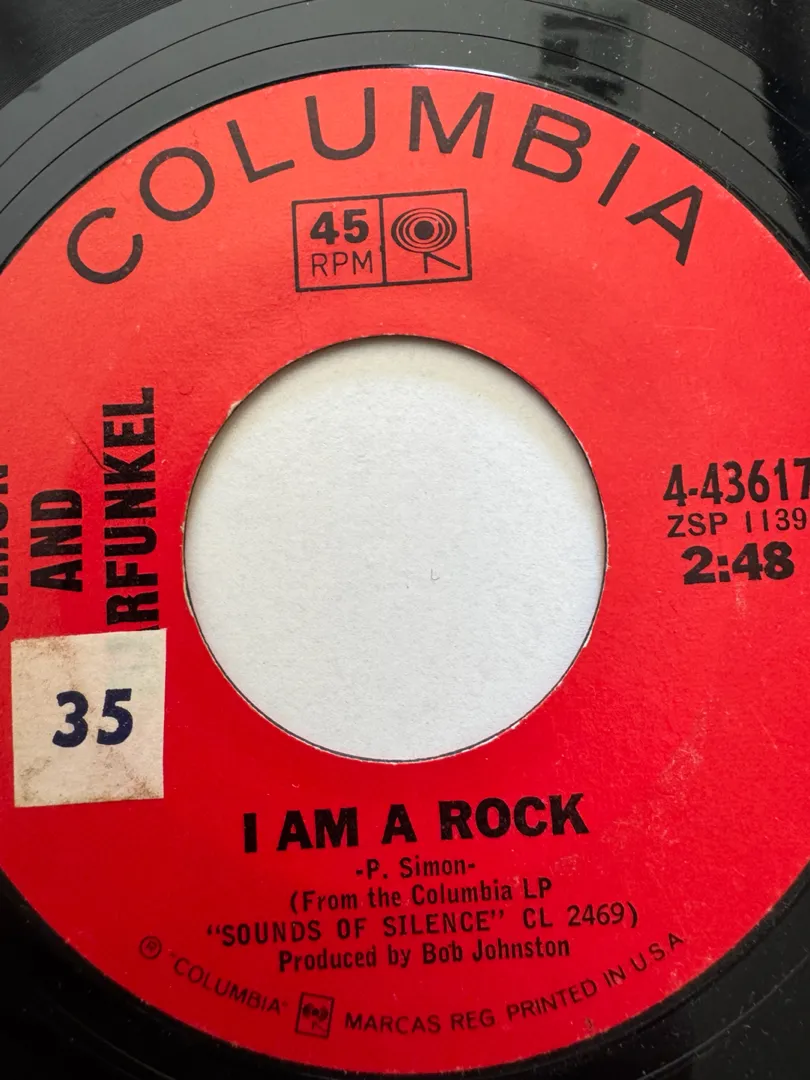 COLUMBIA
45
RPM
AND
RFUNKEL
4-43617
ZSP 1139
2:48
35
I AM A ROCK
-P. Simon-
(From the Columbia LP
"SOUNDS OF SILENCE" CL 2469)
Produced by Bob Johnston
® "COLUMBIA" MARCAS REG PRINTED IN U.S.A